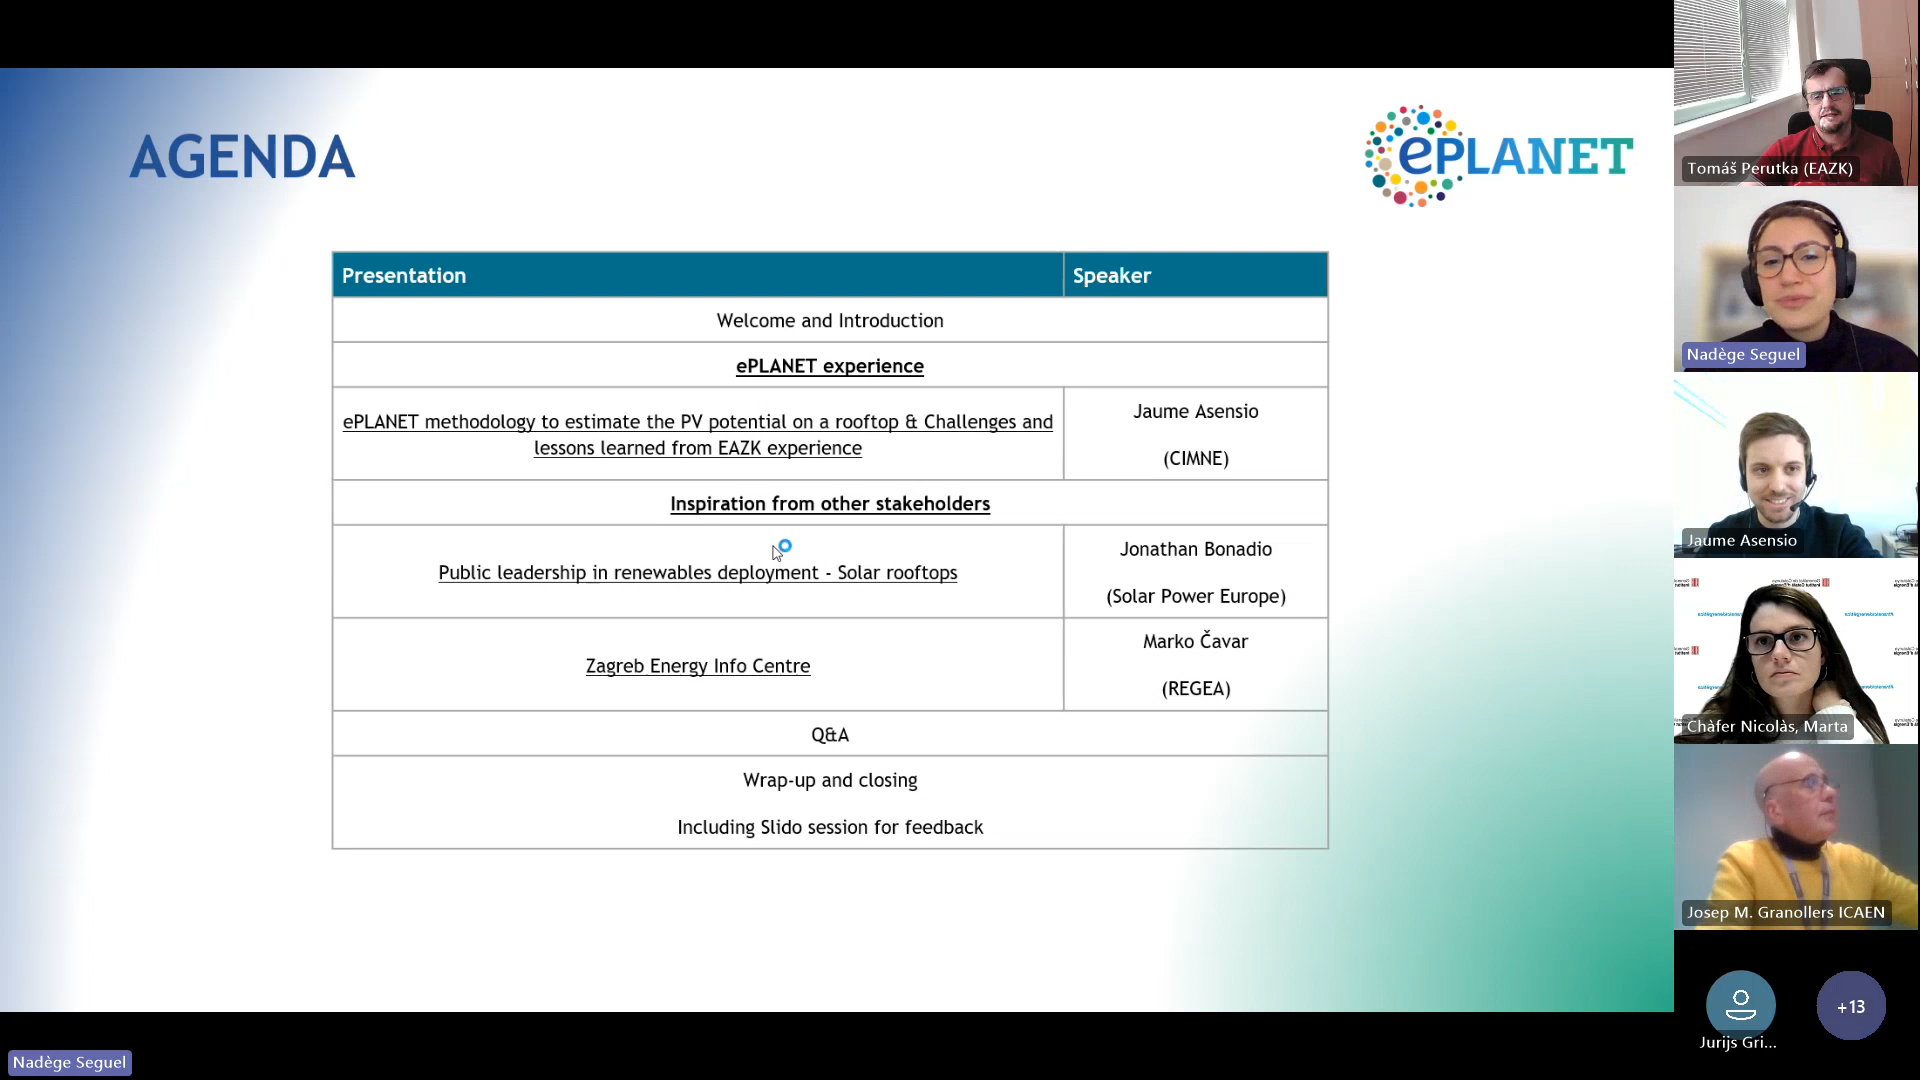 AGENDA
ePLANET
Presentation
Speaker
Welcome and Introduction
ePLANET experience
ePLANET methodology to estimate the PV potential on a rooftop & Challenges and
lessons learned from EAZK experience
Jaume Asensio
(CIMNE)
Inspiration from other stakeholders
Public leadership in renewables deployment - Solar rooftops
Jonathan Bonadio
(Solar Power Europe)
Zagreb Energy Info Centre
Marko Čavar
(REGEA)
Q&A
Wrap-up and closing
Including Slido session for feedback
Tomáš Perutka (EAZK)
Nadège Seguel
Jaume Asensio
Chàfer Nicolàs, Marta
Josep M. Granollers ICAEN
Jurijs Gri...
+13
Nadège Seguel